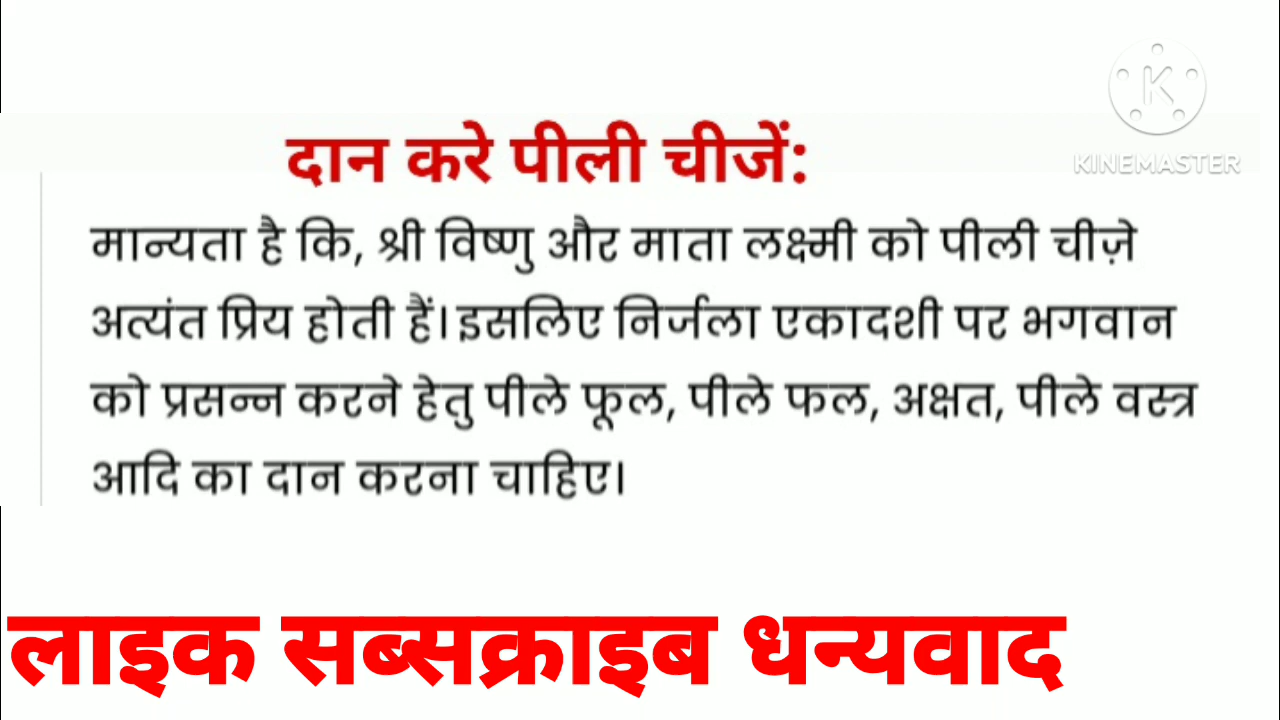 KINEMASTER
दान करे पीली चीजें:
मान्यता है कि, श्री विष्णु और माता लक्ष्मी को पीली चीज़े
अत्यंत प्रिय होती हैं। इसलिए निर्जला एकादशी पर भगवान
को प्रसन्न करने हेतु पीले फूल, पीले फल, अक्षत, पीले वस्त्र
आदि का दान करना चाहिए।
लाइक सब्सक्राइब धन्यवाद